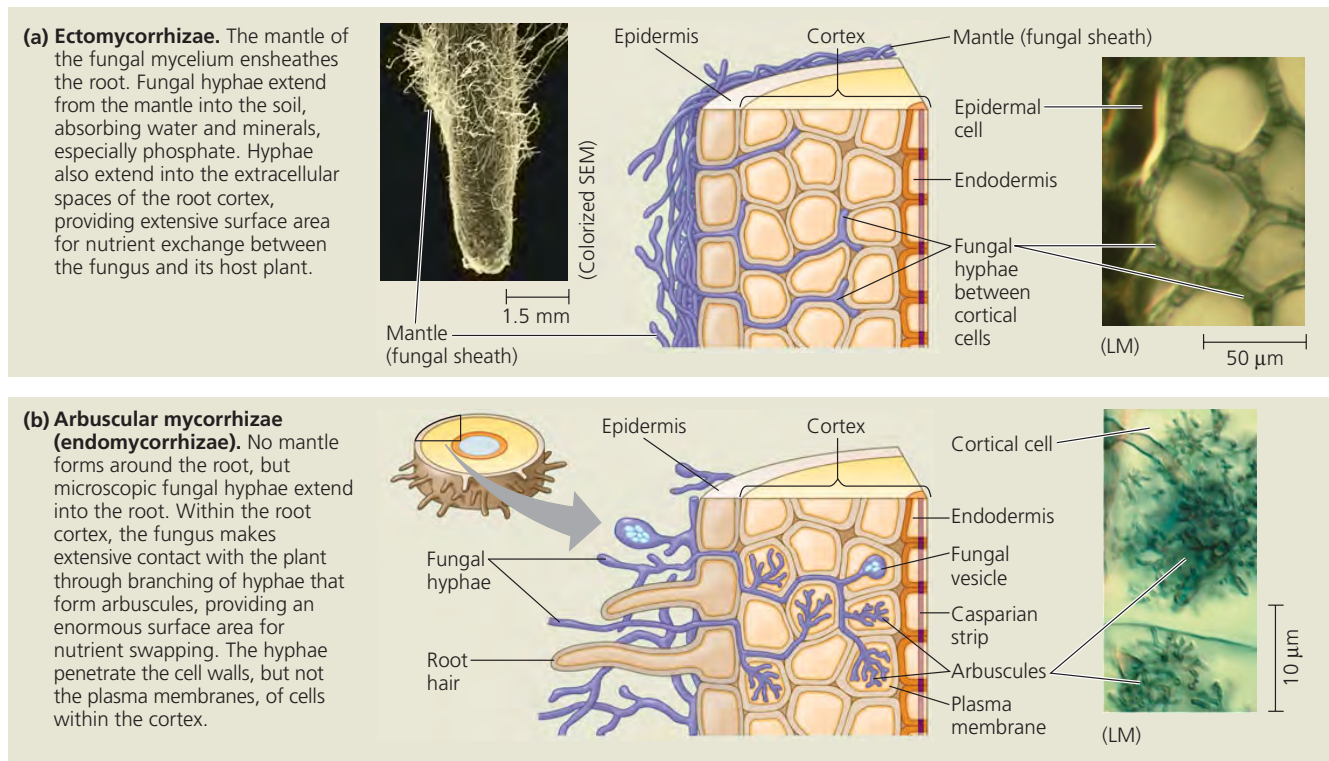 (a) Ectomycorrhizae. The mantle of
the fungal mycelium ensheathes
the root. Fungal hyphae extend
from the mantle into the soil,
absorbing water and minerals,
especially phosphate. Hyphae
also extend into the extracellular
spaces of the root cortex,
providing extensive surface area
for nutrient exchange between
the fungus and its host plant.
(Colorized SEM)
1.5 mm
Mantle
(fungal sheath)
Epidermis
Cortex
Mantle (fungal sheath)
Epidermal
cell
Endodermis
Fungal
hyphae
between
cortical
cells
(LM)
50 μm
(b) Arbuscular mycorrhizae
(endomycorrhizae). No mantle
forms around the root, but
microscopic fungal hyphae extend
into the root. Within the root
cortex, the fungus makes
extensive contact with the plant
through branching of hyphae that
form arbuscules, providing an
enormous surface area for
nutrient swapping. The hyphae
penetrate the cell walls, but not
the plasma membranes, of cells
within the cortex.
Epidermis
Cortex
Fungal
hyphae
Root
hair
Cortical cell
Endodermis
Fungal
vesicle
Casparian
strip
Arbuscules
Plasma
membrane
(LM)
10 μm